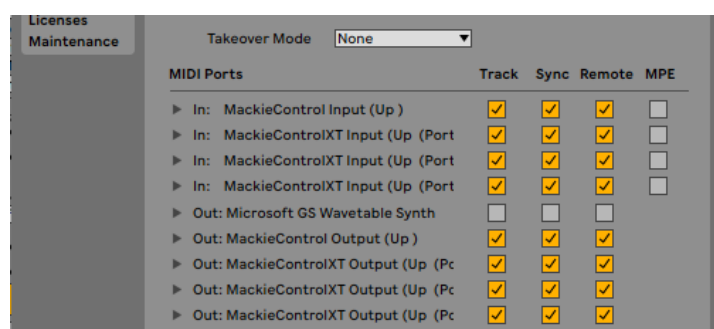 Licenses
Maintenance
Takeover Mode None
MIDI Ports Track Sync Remote MPE
In: MackieControl Input (Up )
In: MackieControlXT Input (Up (Port
In: MackieControlXT Input (Up (Port
In: MackieControlXT Input (Up (Port
Out: Microsoft GS Wavetable Synth
Out: MackieControl Output (Up )
Out: MackieControlXT Output (Up (Pc
Out: MackieControlXT Output (Up (Pc
Out: MackieControlXT Output (Up (Pc